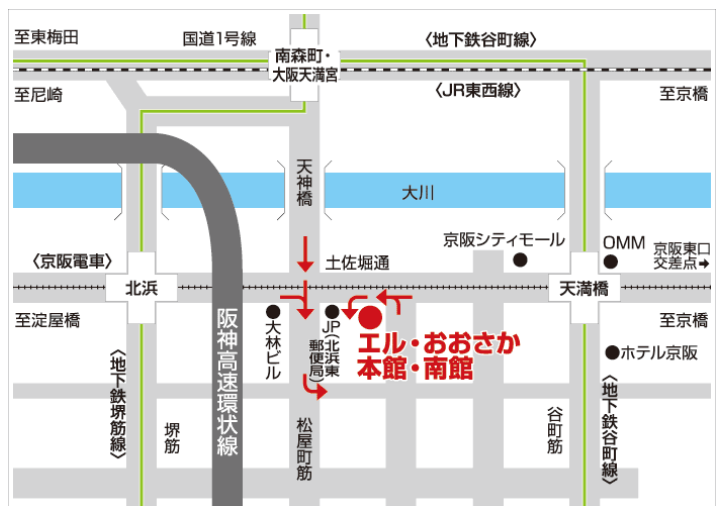 至東梅田
国道1号線
南森町・
大阪天満宮
〈地下鉄谷町線〉
至尼崎
〈JR東西線〉
至京橋
天神橋
大川
〈京阪電車〉
北浜
土佐堀通
京阪シティモール
OMM
京阪東口
交差点➡
天満橋
至淀屋橋
阪神高速環状線
大林ビル
JP(北浜東
郵便局)
エル・おおさか
本館・南館
至京橋
ホテル京阪
〈地下鉄堺筋線〉
堺筋
松屋町筋
谷町筋
〈地下鉄谷町線〉